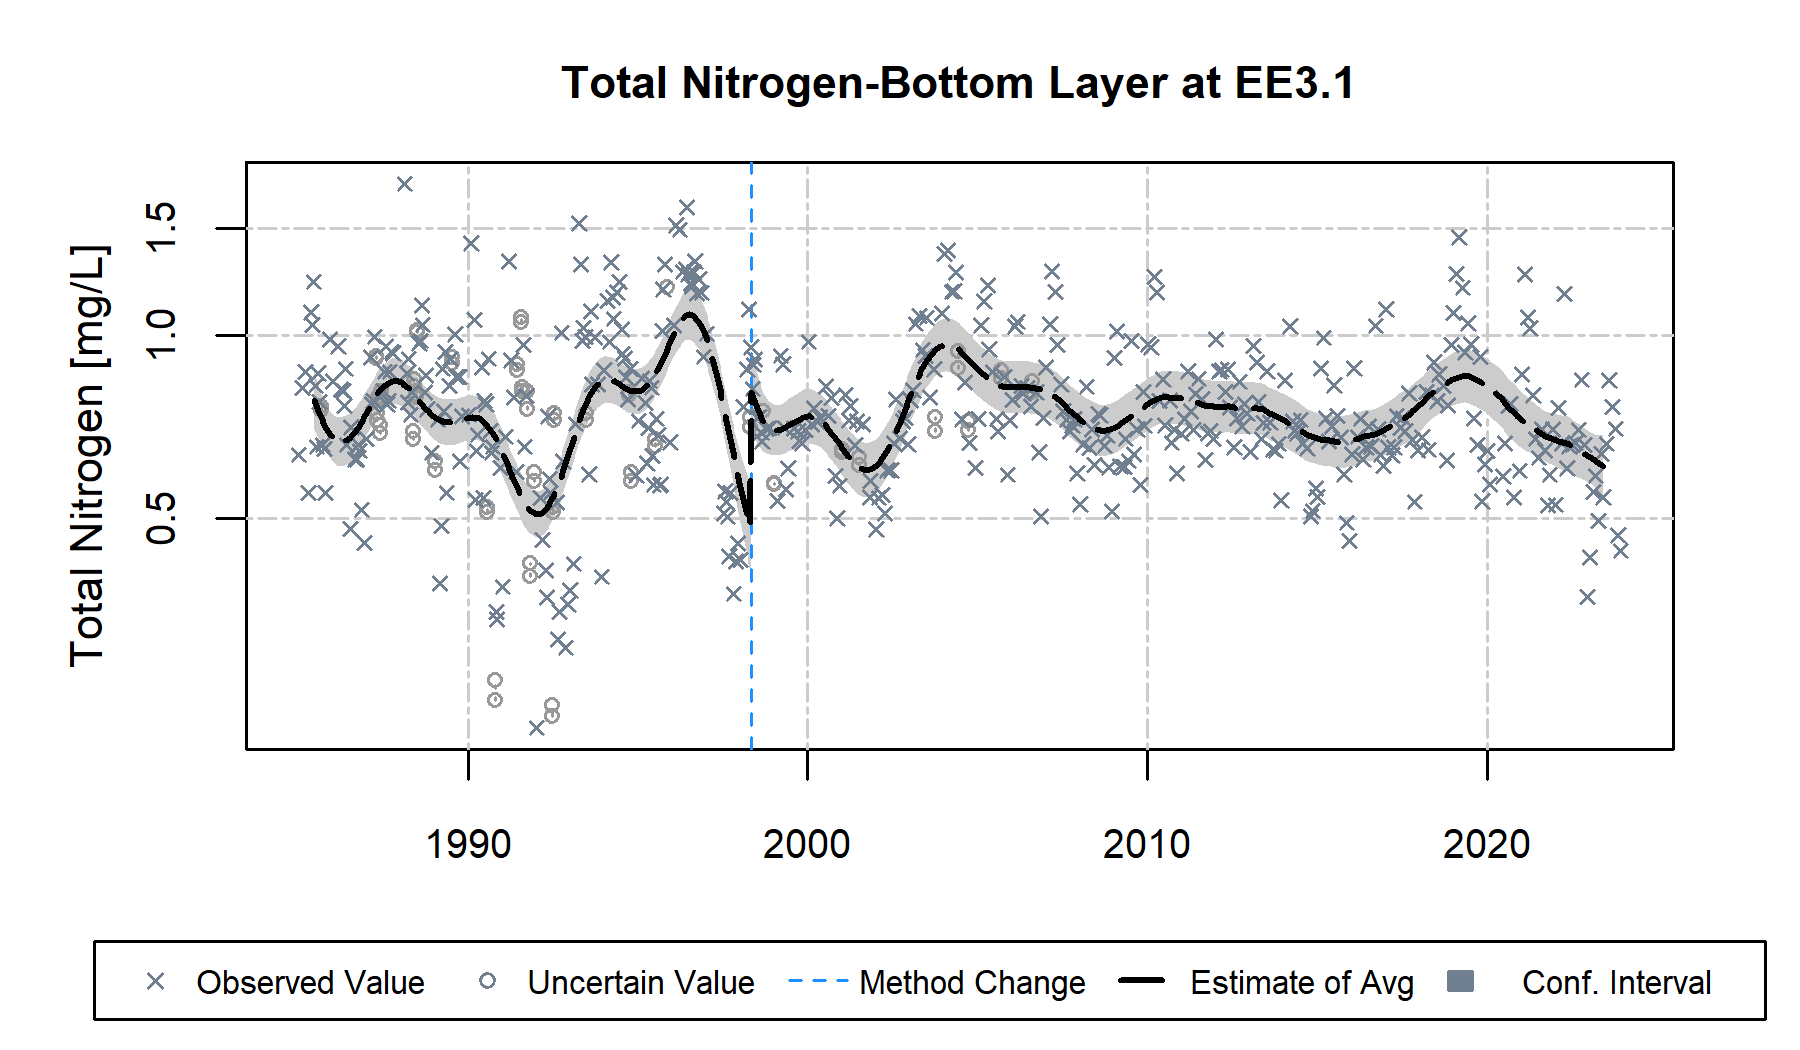 Total Nitrogen-Bottom Layer at EE3.1
Total Nitrogen [mg/L]
1.5
1.0
0.5
1990 2000 2010 2020
Observed Value Uncertain Value Method Change Estimate of Avg Conf. Interval